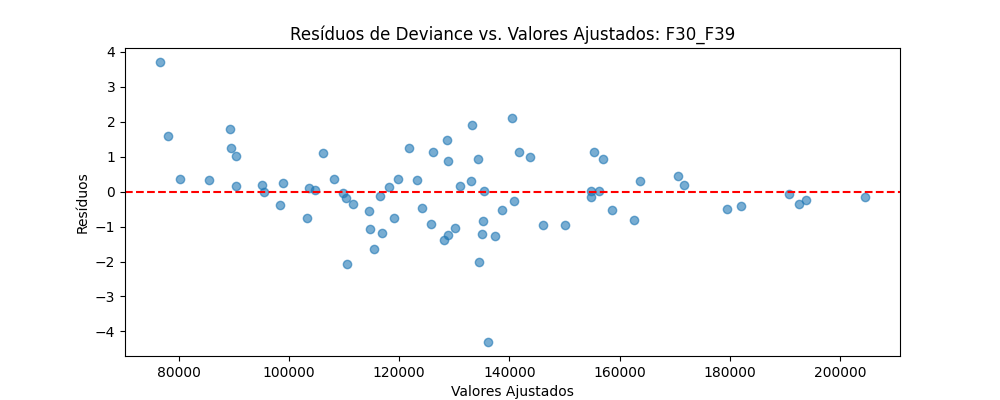 Resíduos de Deviance vs. Valores Ajustados: F30_F39
4
3
2
1
0
−1
−2
−3
−4
Resíduos
80000 100000 120000 140000 160000 180000 200000
Valores Ajustados